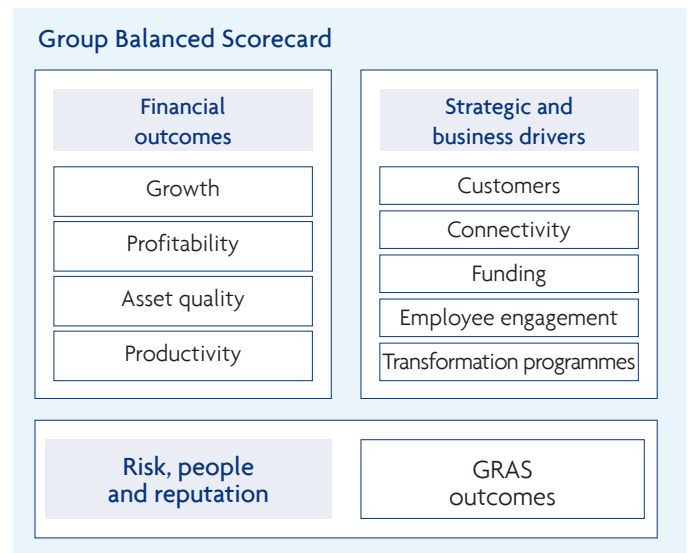 Group Balanced Scorecard
Financial
outcomes
Growth
Profitability
Asset quality
Productivity
Strategic and
business drivers
Customers
Connectivity
Funding
Employee engagement
Transformation programmes
Risk, people
and reputation
GRAS
outcomes